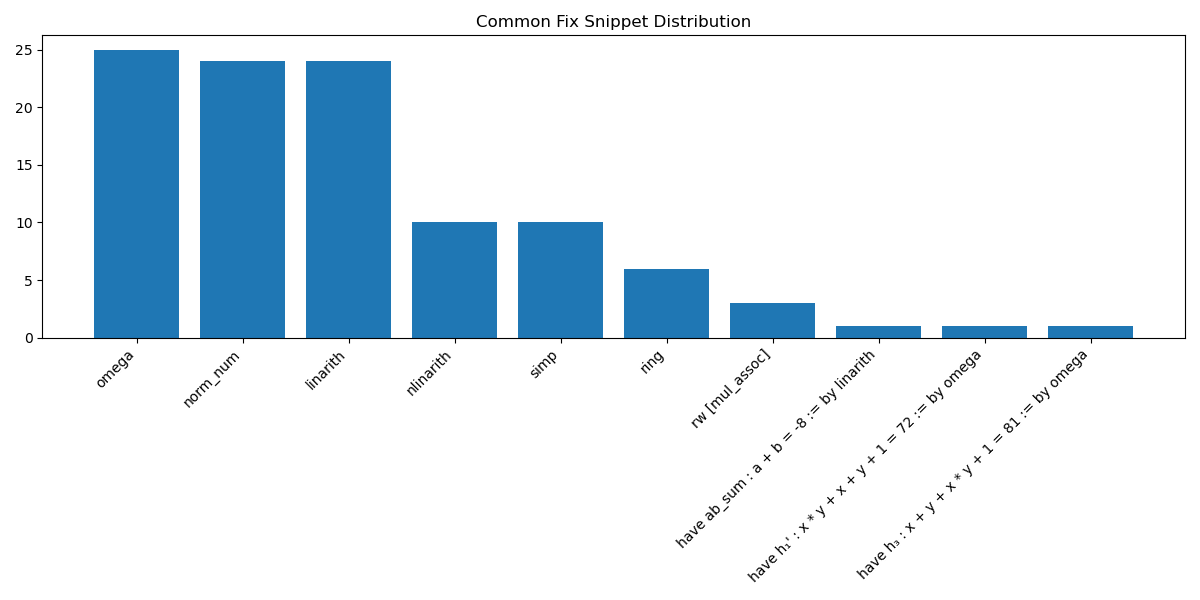 Common Fix Snippet Distribution
25
20
15
10
5
0
omega
norm_num
linarith
nlinarith
simp
ring
rw [mul_assoc]
have ab_sum : a + b = -8 := by linarith
have h₁' : x * y + x + y + 1 = 72 := by omega
have h₃ : x + y + x * y + 1 = 81 := by omega